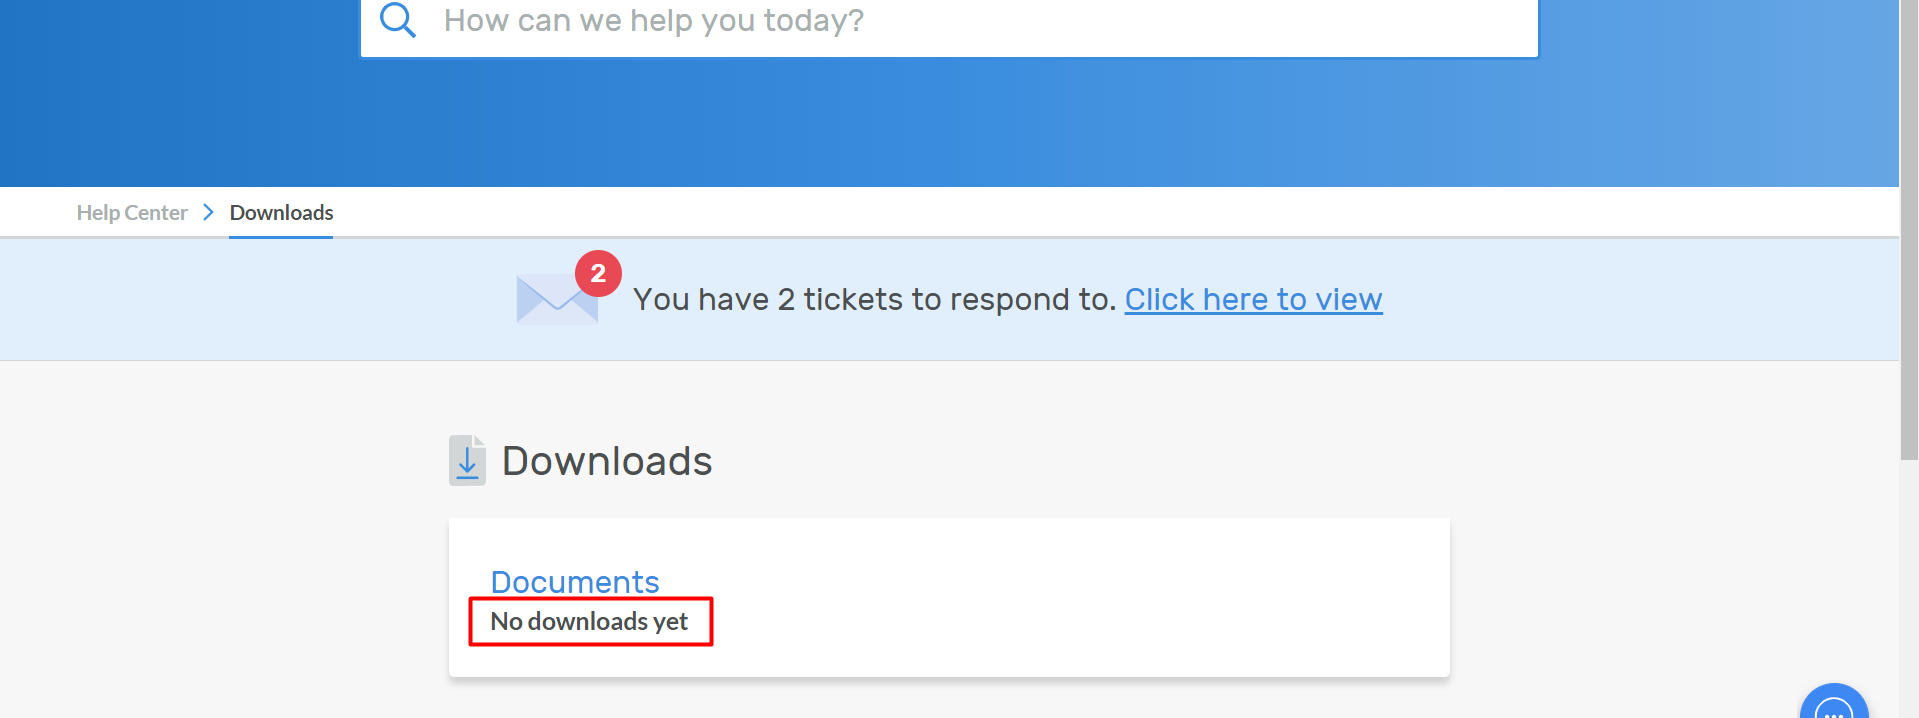 How can we help you today?
Help Center > Downloads
2
You have 2 tickets to respond to. Click here to view
Downloads
Documents
No downloads yet